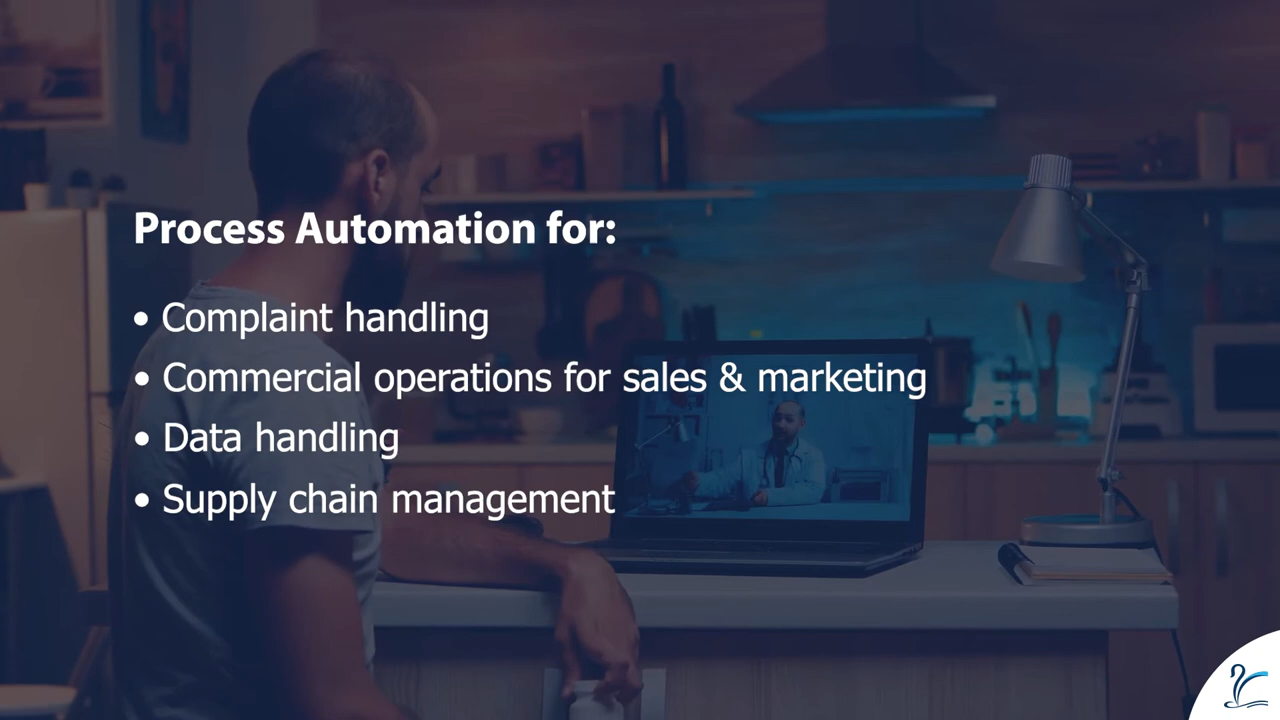 Process Automation for:
• Complaint handling
• Commercial operations for sales & marketing
• Data handling
• Supply chain management